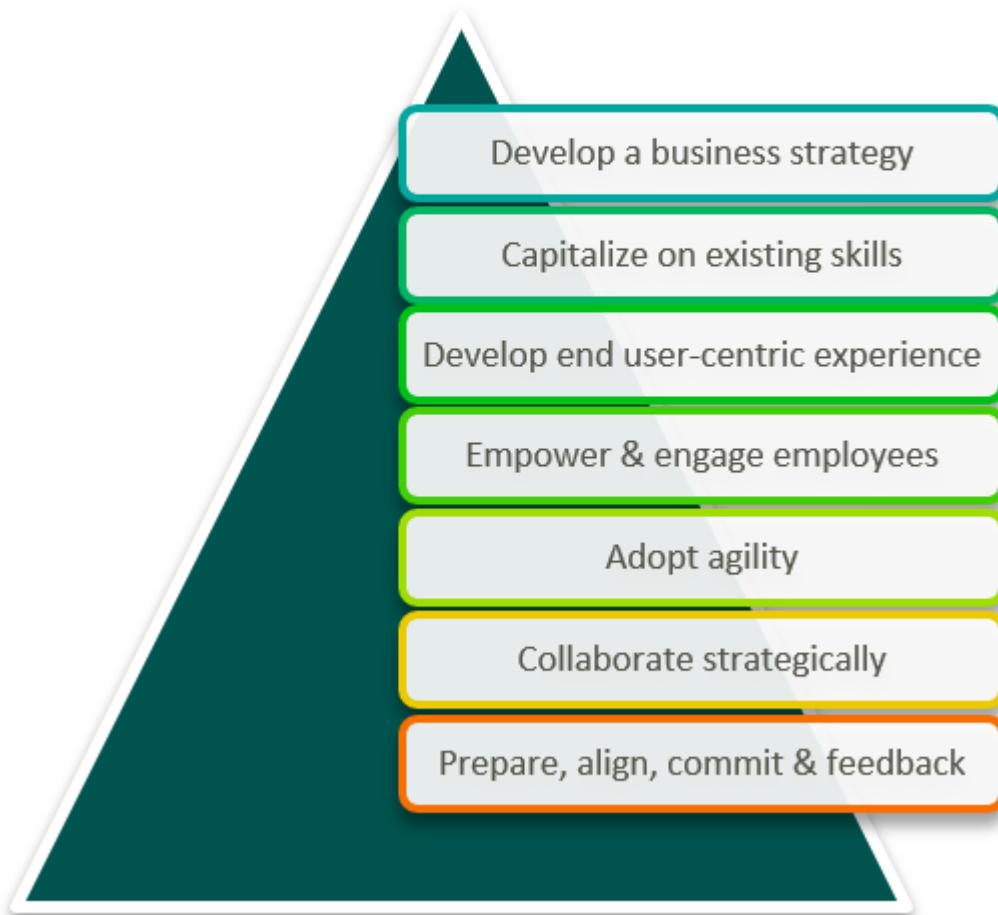 Develop a business strategy
Capitalize on existing skills
Develop end user-centric experience
Empower & engage employees
Adopt agility
Collaborate strategically
Prepare, align, commit & feedback